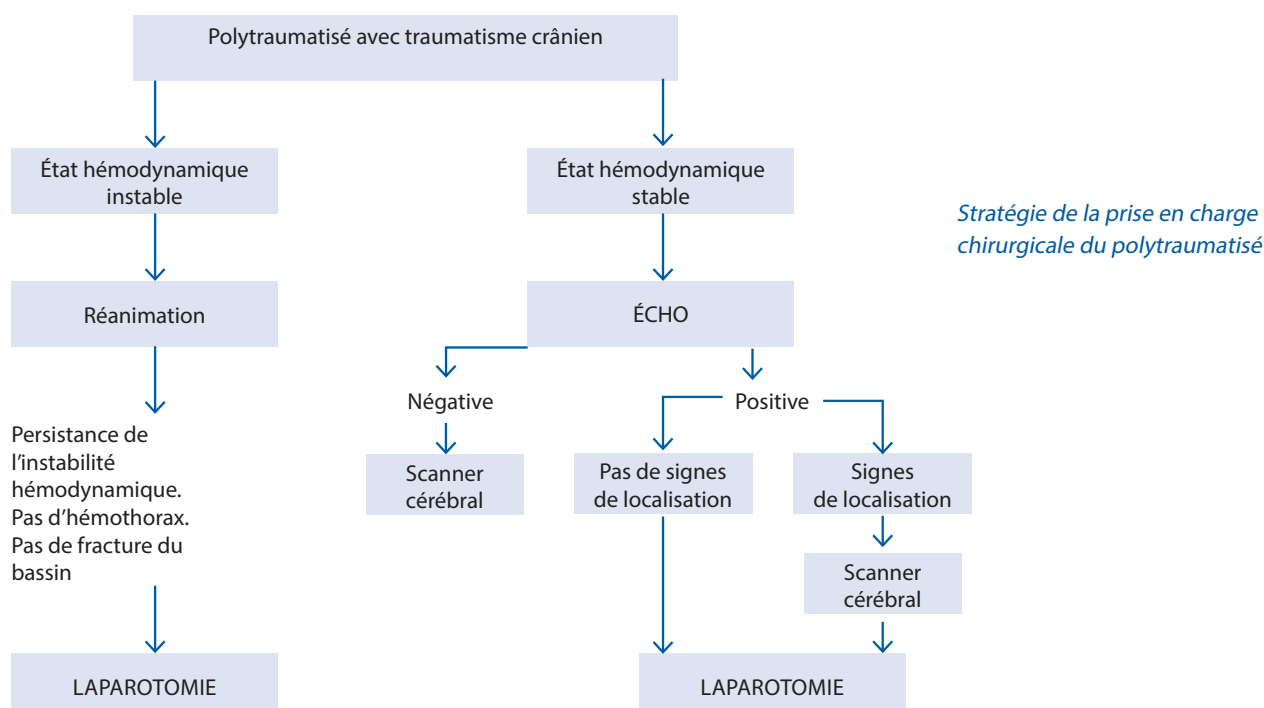 Polytraumatisé avec traumatisme crânien
État hémodynamique
instable
État hémodynamique
stable
Stratégie de la prise en charge
chirurgicale du polytraumatisé
Réanimation
ÉCHO
Négative
Positive
Persistance de
l'instabilité
hémodynamique.
Pas d'hémothorax.
Pas de fracture du
bassin
Scanner
cérébral
Pas de signes
de localisation
Signes
de localisation
Scanner
cérébral
LAPAROTOMIE
LAPAROTOMIE